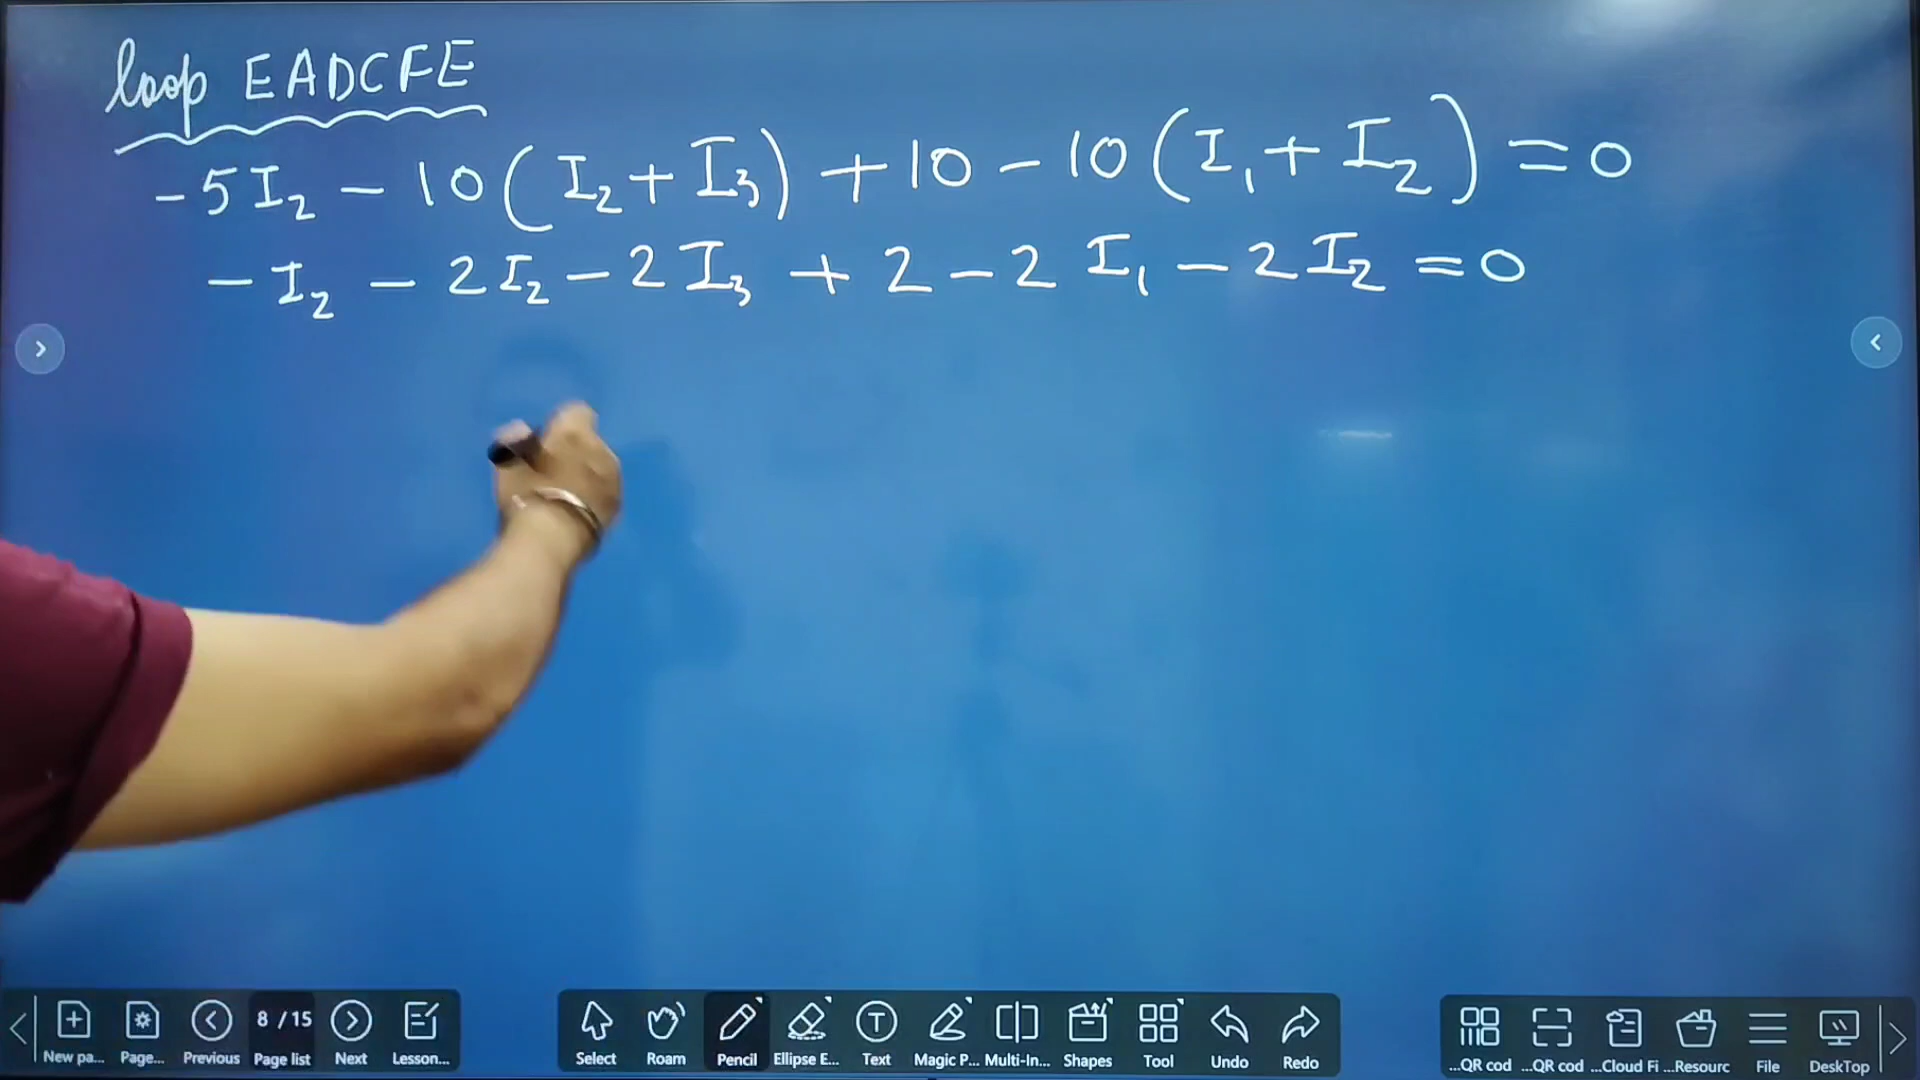 loop EADCFE
-5I₂ - 10(I₂+I₃) + 10 - 10(I₁ + I₂) = 0
-I₂ - 2I₂ - 2I₃ + 2 - 2I₁ - 2I₂ = 0
New pa... Page... Previous 8 /15 Page list Next Lesson... Select Roam Pencil Ellipse E... Text Magic P... Multi-In... Shapes Tool Undo Redo ...QR cod ...QR cod ...Cloud Fi ...Resourc File DeskTop